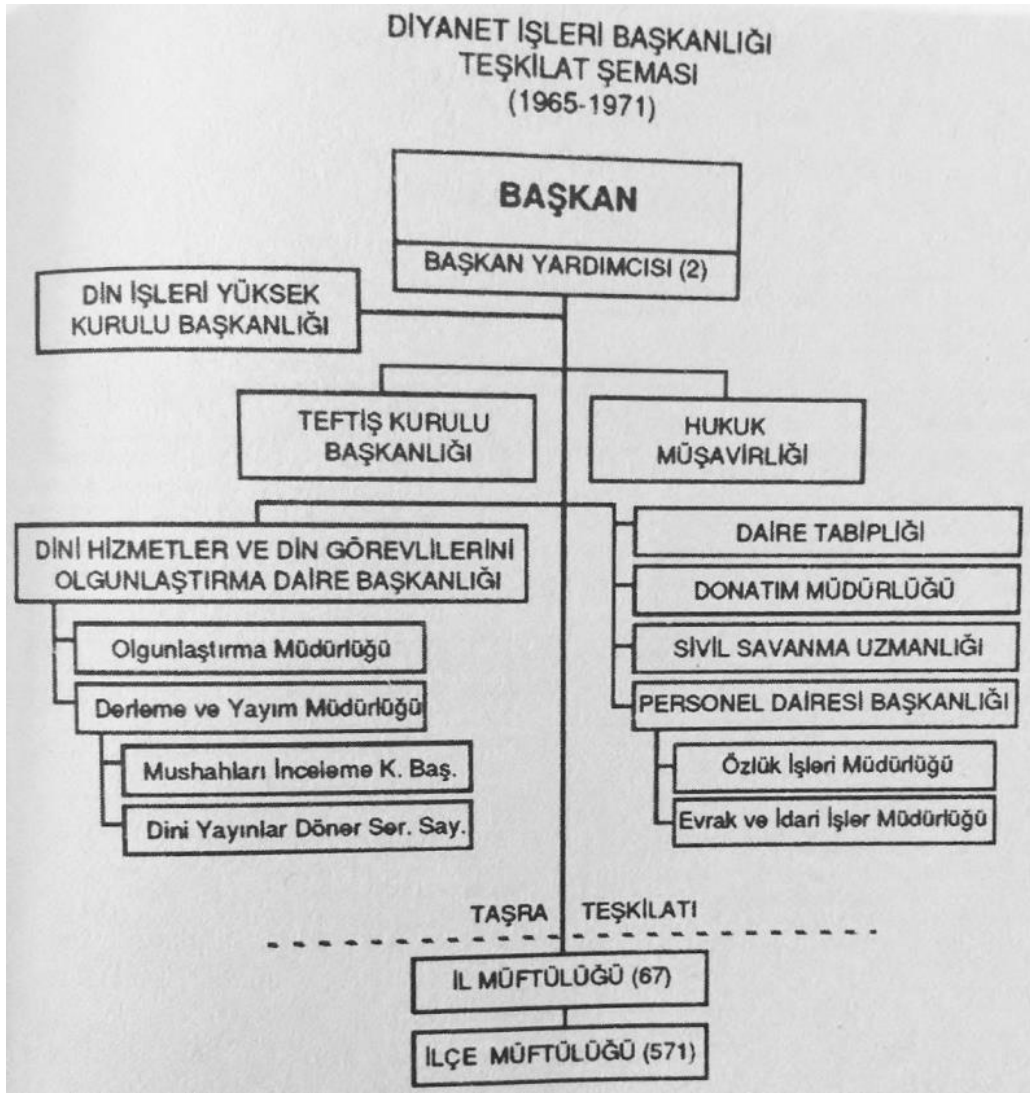 DİYANET İŞLERİ BAŞKANLIĞI
TEŞKİLAT ŞEMASI
(1965-1971)
BAŞKAN
BAŞKAN YARDIMCISI (2)
DİN İŞLERİ YÜKSEK
KURULU BAŞKANLIĞI
TEFTİŞ KURULU
BAŞKANLIĞI
HUKUK
MÜŞAVİRLİĞİ
DİNİ HİZMETLER VE DİN GÖREVLİLERİNİ
OLGUNLAŞTIRMA DAİRE BAŞKANLIĞI
Olgunlaştırma Müdürlüğü
Derleme ve Yayım Müdürlüğü
Mushahları İnceleme K. Baş.
Dini Yayınlar Döner Ser. Say.
DAİRE TABİPLİĞİ
DONATIM MÜDÜRLÜĞÜ
SİVİL SAVANMA UZMANLIĞI
PERSONEL DAİRESİ BAŞKANLIĞI
Özlük İşleri Müdürlüğü
Evrak ve İdari İşler Müdürlüğü
TAŞRA TEŞKİLATI
İL MÜFTÜLÜĞÜ (67)
İLÇE MÜFTÜLÜĞÜ (571)